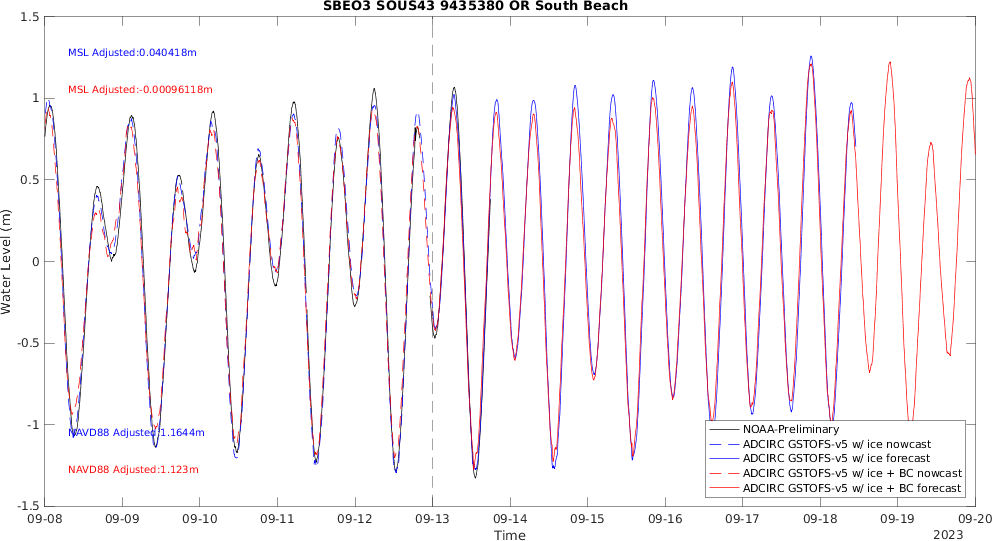 SBEO3 SOUS43 9435380 OR South Beach
MSL Adjusted:0.040418m
MSL Adjusted:-0.00096118m
NAVD88 Adjusted:1.1644m
NAVD88 Adjusted:1.123m
Water Level (m)
1.5
1
0.5
0
-0.5
-1
-1.5
NOAA-Preliminary
ADCIRC GSTOFS-v5 w/ ice nowcast
ADCIRC GSTOFS-v5 w/ ice forecast
ADCIRC GSTOFS-v5 w/ ice + BC nowcast
ADCIRC GSTOFS-v5 w/ ice + BC forecast
09-08 09-09 09-10 09-11 09-12 09-13 09-14 09-15 09-16 09-17 09-18 09-19 09-20
Time
2023